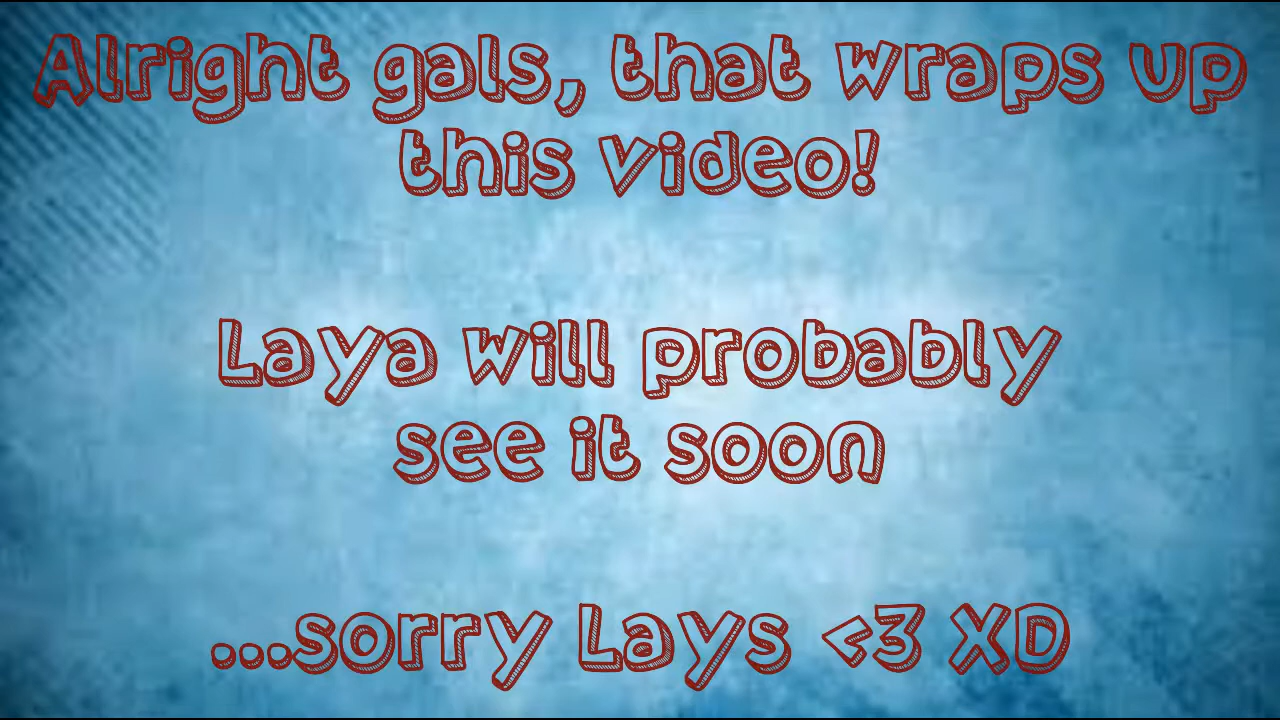 Alright gals, that wraps up
this video!
Laya will probably
see it soon
...sorry Lays <3 XD